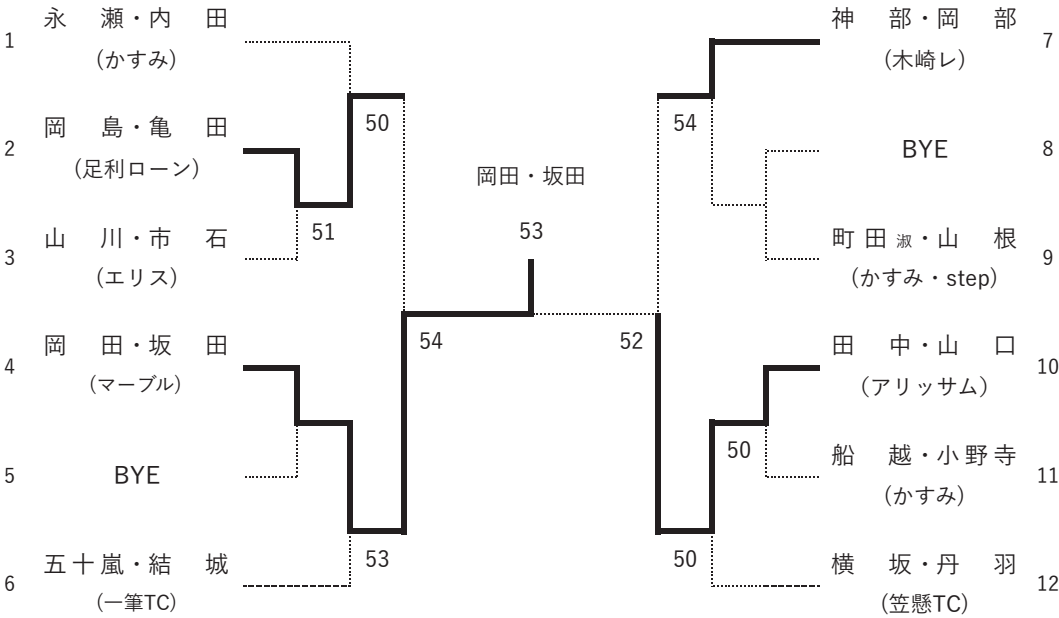 1 永 瀬・内 田
(かすみ)
50
2 岡 島・亀 田
(足利ローン)
51
3 山 川・市 石
(エリス)
54
4 岡 田・坂 田
(マーブル)
5 BYE
53
6 五十嵐・結 城
(一筆TC)
岡田・坂田
53
神 部・岡 部 7
(木崎レ)
54
BYE 8
町田淑・山 根 9
(かすみ・step)
52
田 中・山 口 10
(アリッサム)
50
船 越・小野寺 11
(かすみ)
50
横 坂・丹 羽 12
(笠懸TC)